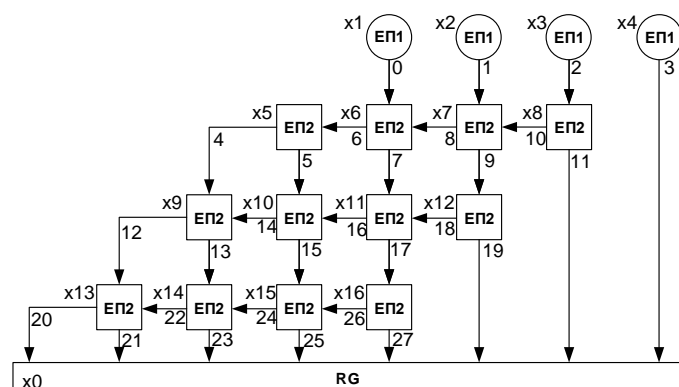 x1 ЕП1 x2 ЕП1 x3 ЕП1 x4 ЕП1
0 1 2 3
x5 x6 x7 x8
ЕП2 ЕП2 ЕП2 ЕП2
4 6 8 10
5 7 9 11
x9 x10 x11 x12
ЕП2 ЕП2 ЕП2 ЕП2
12 14 16 18
13 15 17 19
x13 x14 x15 x16
ЕП2 ЕП2 ЕП2 ЕП2
20 22 24 26
21 23 25 27
x0 RG